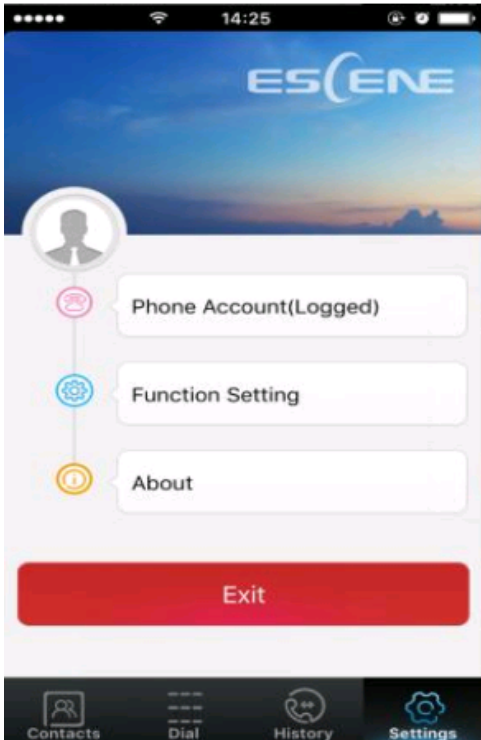 14:25
ESCENE
Phone Account(Logged)
Function Setting
About
Exit
Contacts Dial History Settings